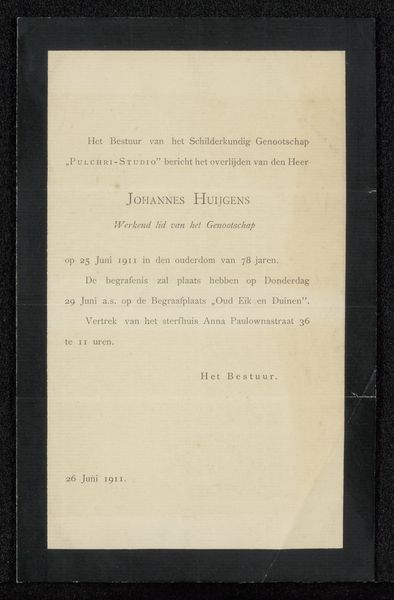 Het Bestuur van het Schilderkundig Genootschap
„Pulchri-Studio” bericht het overlijden van den Heer
Johannes Huijgens
Werkend lid van het Genootschap
op 25 Juni 1911 in den ouderdom van 78 jaren.
De begrafenis zal plaats hebben op Donderdag
29 Juni a.s. op de Begraafplaats „Oud Eik en Duinen”.
Vertrek van het sterfhuis Anna Paulownastraat 36
te 11 uren.
Het Bestuur.
26 Juni 1911.